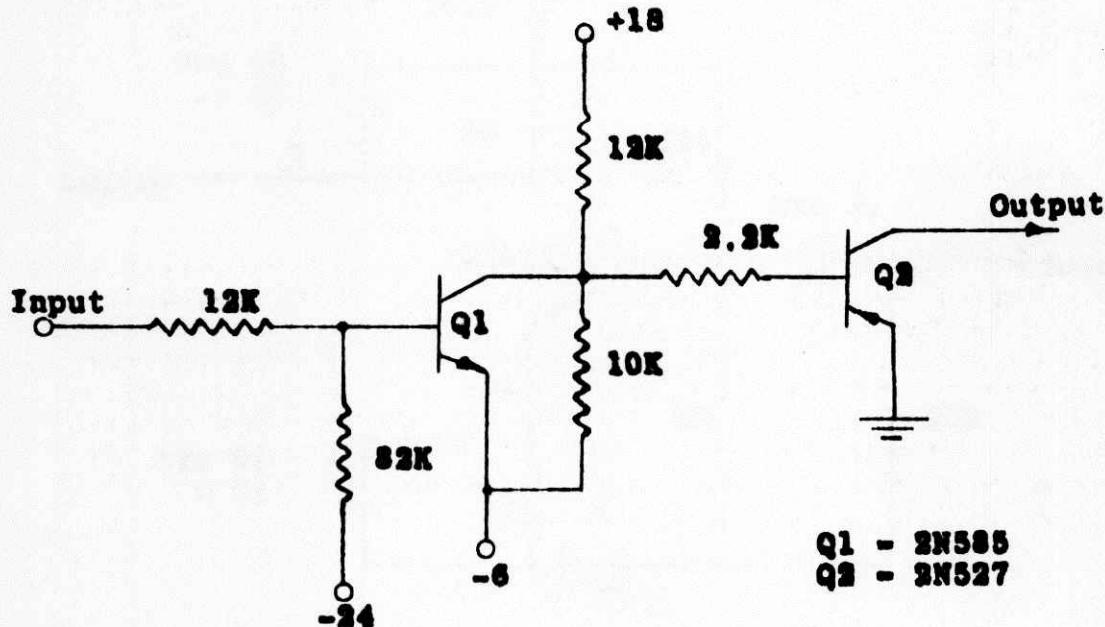 +18
12K
Output
2.2K
Q2
Input
12K
Q1
10K
82K
Q1 - 2N585
Q2 - 2N527
-6
-24